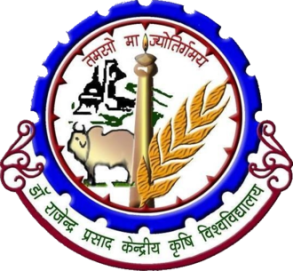 तमसो मा ज्योतिर्गमय
डॉ राजेन्द्र प्रसाद केन्द्रीय कृषि विश्वविद्यालय